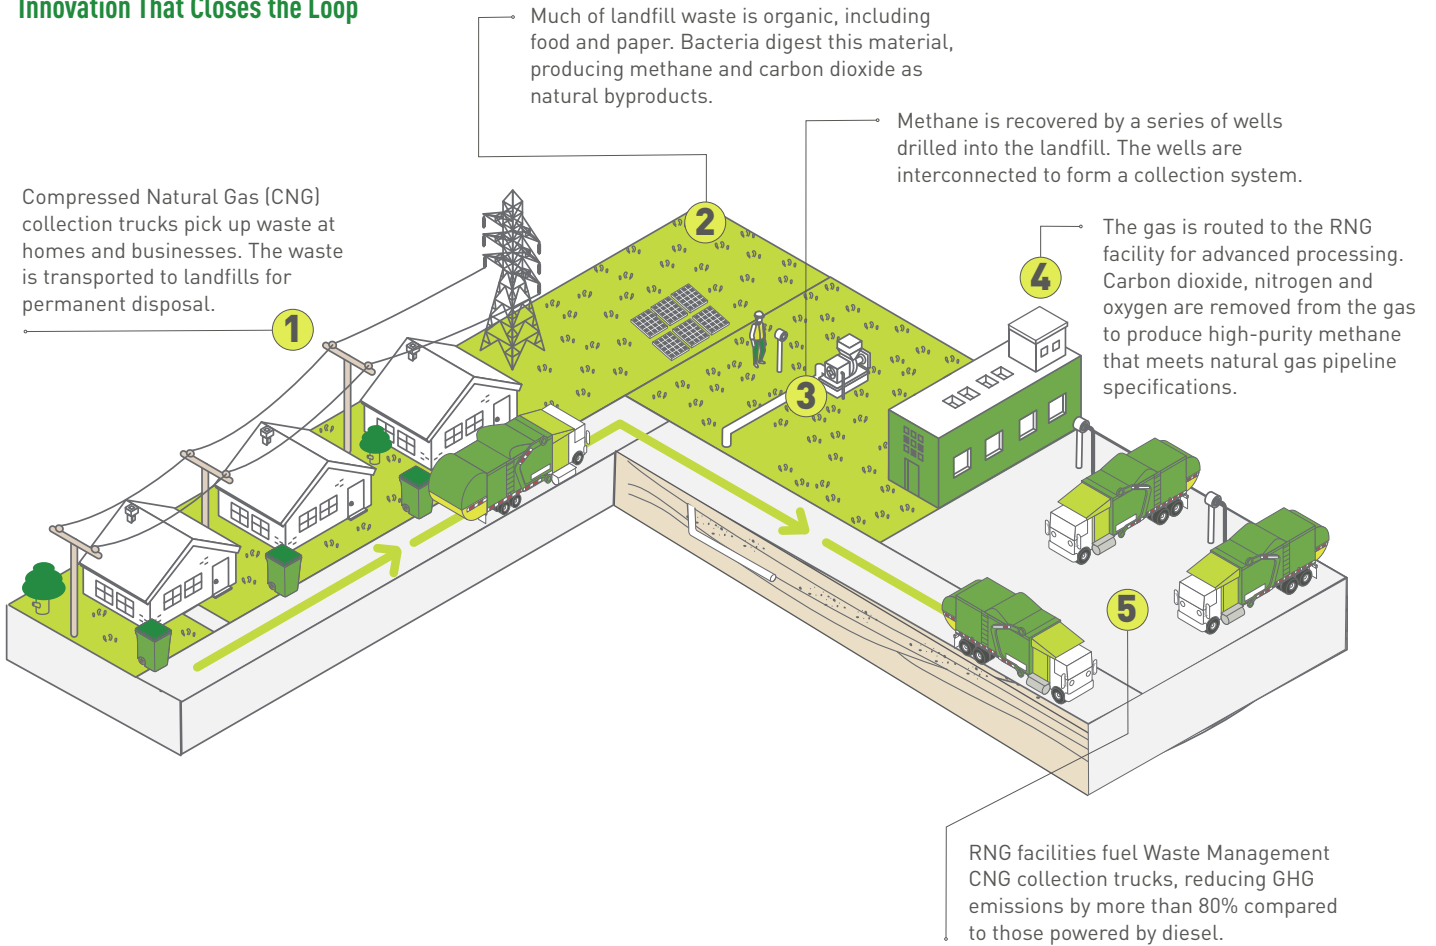 Innovation That Closes the Loop
Much of landfill waste is organic, including
food and paper. Bacteria digest this material,
producing methane and carbon dioxide as
natural byproducts.
Methane is recovered by a series of wells
drilled into the landfill. The wells are
interconnected to form a collection system.
Compressed Natural Gas (CNG)
collection trucks pick up waste at
homes and businesses. The waste
is transported to landfills for
permanent disposal.
The gas is routed to the RNG
facility for advanced processing.
Carbon dioxide, nitrogen and
oxygen are removed from the gas
to produce high-purity methane
that meets natural gas pipeline
specifications.
1
2
3
4
5
RNG facilities fuel Waste Management
CNG collection trucks, reducing GHG
emissions by more than 80% compared
to those powered by diesel.